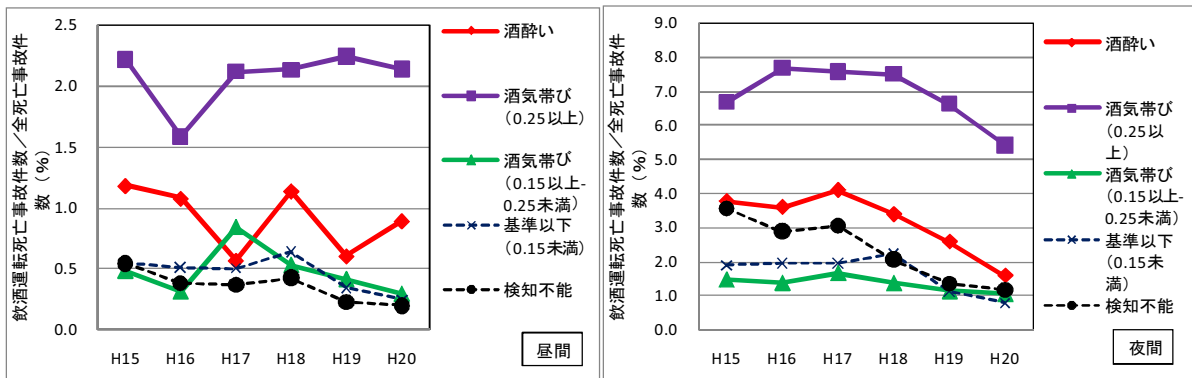 飲酒運転死亡事故件数/全死亡事故件
数(%)
2.5
2.0
1.5
1.0
0.5
0.0
H15
H16
H17
H18
H19
H20
酒酔い
酒気帯び
(0.25以上)
酒気帯び
(0.15以上-
0.25未満)
基準以下
(0.15未満)
検知不能
昼間
飲酒運転死亡事故件数/全死亡事故件
数(%)
9.0
8.0
7.0
6.0
5.0
4.0
3.0
2.0
1.0
0.0
H15
H16
H17
H18
H19
H20
酒酔い
酒気帯び
(0.25以
上)
酒気帯び
(0.15以上-
0.25未満)
基準以下
(0.15未
満)
検知不能
夜間